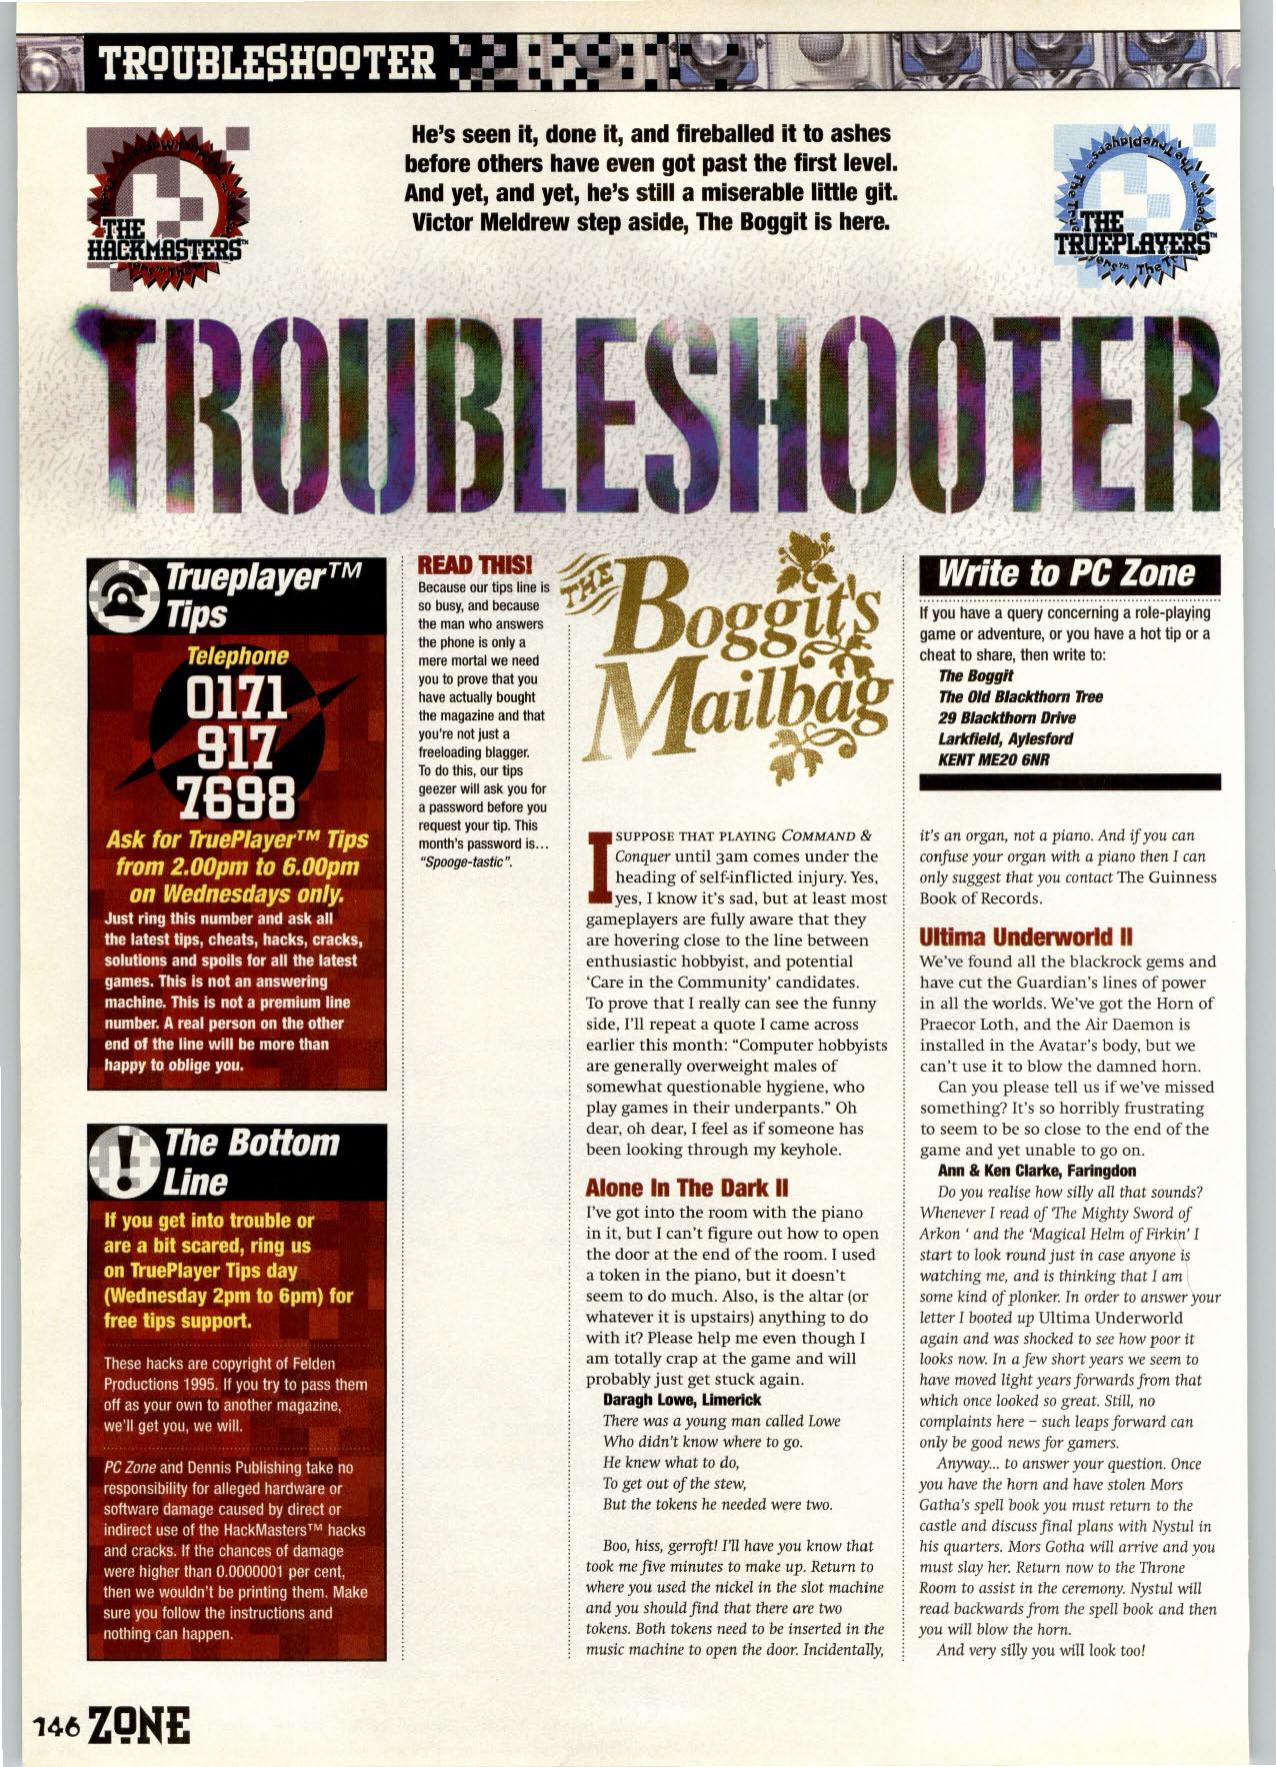 TROUBLESHOOTER
THE
HACKMASTERS™
He's seen it, done it, and fireballed it to ashes
before others have even got past the first level.
And yet, and yet, he's still a miserable little git.
Victor Meldrew step aside, The Boggit is here.
THE
TRUEPLAYERS™
TROUBLESHOOTER
Trueplayer™
Tips
Telephone
0171
917
7698
Ask for TruePlayer™ Tips
from 2.00pm to 6.00pm
on Wednesdays only.
Just ring this number and ask all
the latest tips, cheats, hacks, cracks,
solutions and spoils for all the latest
games. This is not an answering
machine. This is not a premium line
number. A real person on the other
end of the line will be more than
happy to oblige you.
The Bottom
Line
If you get into trouble or
are a bit scared, ring us
on TruePlayer Tips day
(Wednesday 2pm to 6pm) for
free tips support.
These hacks are copyright of Felden
Productions 1995. If you try to pass them
off as your own to another magazine,
we'll get you, we will.
PC Zone and Dennis Publishing take no
responsibility for alleged hardware or
software damage caused by direct or
indirect use of the HackMasters™ hacks
and cracks. If the chances of damage
were higher than 0.0000001 per cent,
then we wouldn't be printing them. Make
sure you follow the instructions and
nothing can happen.
READ THIS!
Because our tips line is
so busy, and because
the man who answers
the phone is only a
mere mortal we need
you to prove that you
have actually bought
the magazine and that
you're not just a
freeloading blagger.
To do this, our tips
geezer will ask you for
a password before you
request your tip. This
month's password is...
"Spooge-tastic".
THE
Boggit's
Mailbag
I SUPPOSE THAT PLAYING COMMAND &
Conquer until 3am comes under the
heading of self-inflicted injury. Yes,
yes, I know it's sad, but at least most
gameplayers are fully aware that they
are hovering close to the line between
enthusiastic hobbyist, and potential
'Care in the Community' candidates.
To prove that I really can see the funny
side, I'll repeat a quote I came across
earlier this month: "Computer hobbyists
are generally overweight males of
somewhat questionable hygiene, who
play games in their underpants." Oh
dear, oh dear, I feel as if someone has
been looking through my keyhole.
Alone In The Dark II
I've got into the room with the piano
in it, but I can't figure out how to open
the door at the end of the room. I used
a token in the piano, but it doesn't
seem to do much. Also, is the altar (or
whatever it is upstairs) anything to do
with it? Please help me even though I
am totally crap at the game and will
probably just get stuck again.
Daragh Lowe, Limerick
There was a young man called Lowe
Who didn't know where to go.
He knew what to do,
To get out of the stew,
But the tokens he needed were two.
Boo, hiss, gerroft! I'll have you know that
took me five minutes to make up. Return to
where you used the nickel in the slot machine
and you should find that there are two
tokens. Both tokens need to be inserted in the
music machine to open the door. Incidentally,
Write to PC Zone
If you have a query concerning a role-playing
game or adventure, or you have a hot tip or a
cheat to share, then write to:
The Boggit
The Old Blackthorn Tree
29 Blackthorn Drive
Larkfield, Aylesford
KENT ME20 6NR
it's an organ, not a piano. And if you can
confuse your organ with a piano then I can
only suggest that you contact The Guinness
Book of Records.
Ultima Underworld II
We've found all the blackrock gems and
have cut the Guardian's lines of power
in all the worlds. We've got the Horn of
Praecor Loth, and the Air Daemon is
installed in the Avatar's body, but we
can't use it to blow the damned horn.
Can you please tell us if we've missed
something? It's so horribly frustrating
to seem to be so close to the end of the
game and yet unable to go on.
Ann & Ken Clarke, Faringdon
Do you realise how silly all that sounds?
Whenever I read of 'The Mighty Sword of
Arkon ' and the 'Magical Helm of Firkin' I
start to look round just in case anyone is
watching me, and is thinking that I am
some kind of plonker. In order to answer your
letter I booted up Ultima Underworld
again and was shocked to see how poor it
looks now. In a few short years we seem to
have moved light years forwards from that
which once looked so great. Still, no
complaints here – such leaps forward can
only be good news for gamers.
Anyway... to answer your question. Once
you have the horn and have stolen Mors
Gatha's spell book you must return to the
castle and discuss final plans with Nystul in
his quarters. Mors Gotha will arrive and you
must slay her. Return now to the Throne
Room to assist in the ceremony. Nystul will
read backwards from the spell book and then
you will blow the horn.
And very silly you will look too!
146 ZONE